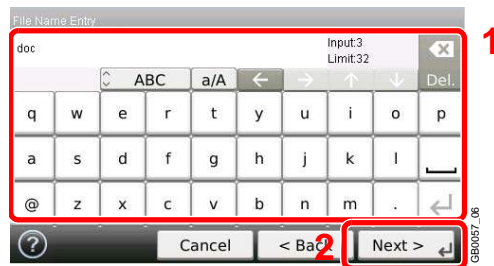 File Name Entry
1
doc
Input:3
Limit:32
ABC a/A ← → ↑ ↓ Del.
q w e r t y u i o p
a s d f g h j k l
@ z x c v b n m .
? Cancel < Back Next >
2
GB0057_06